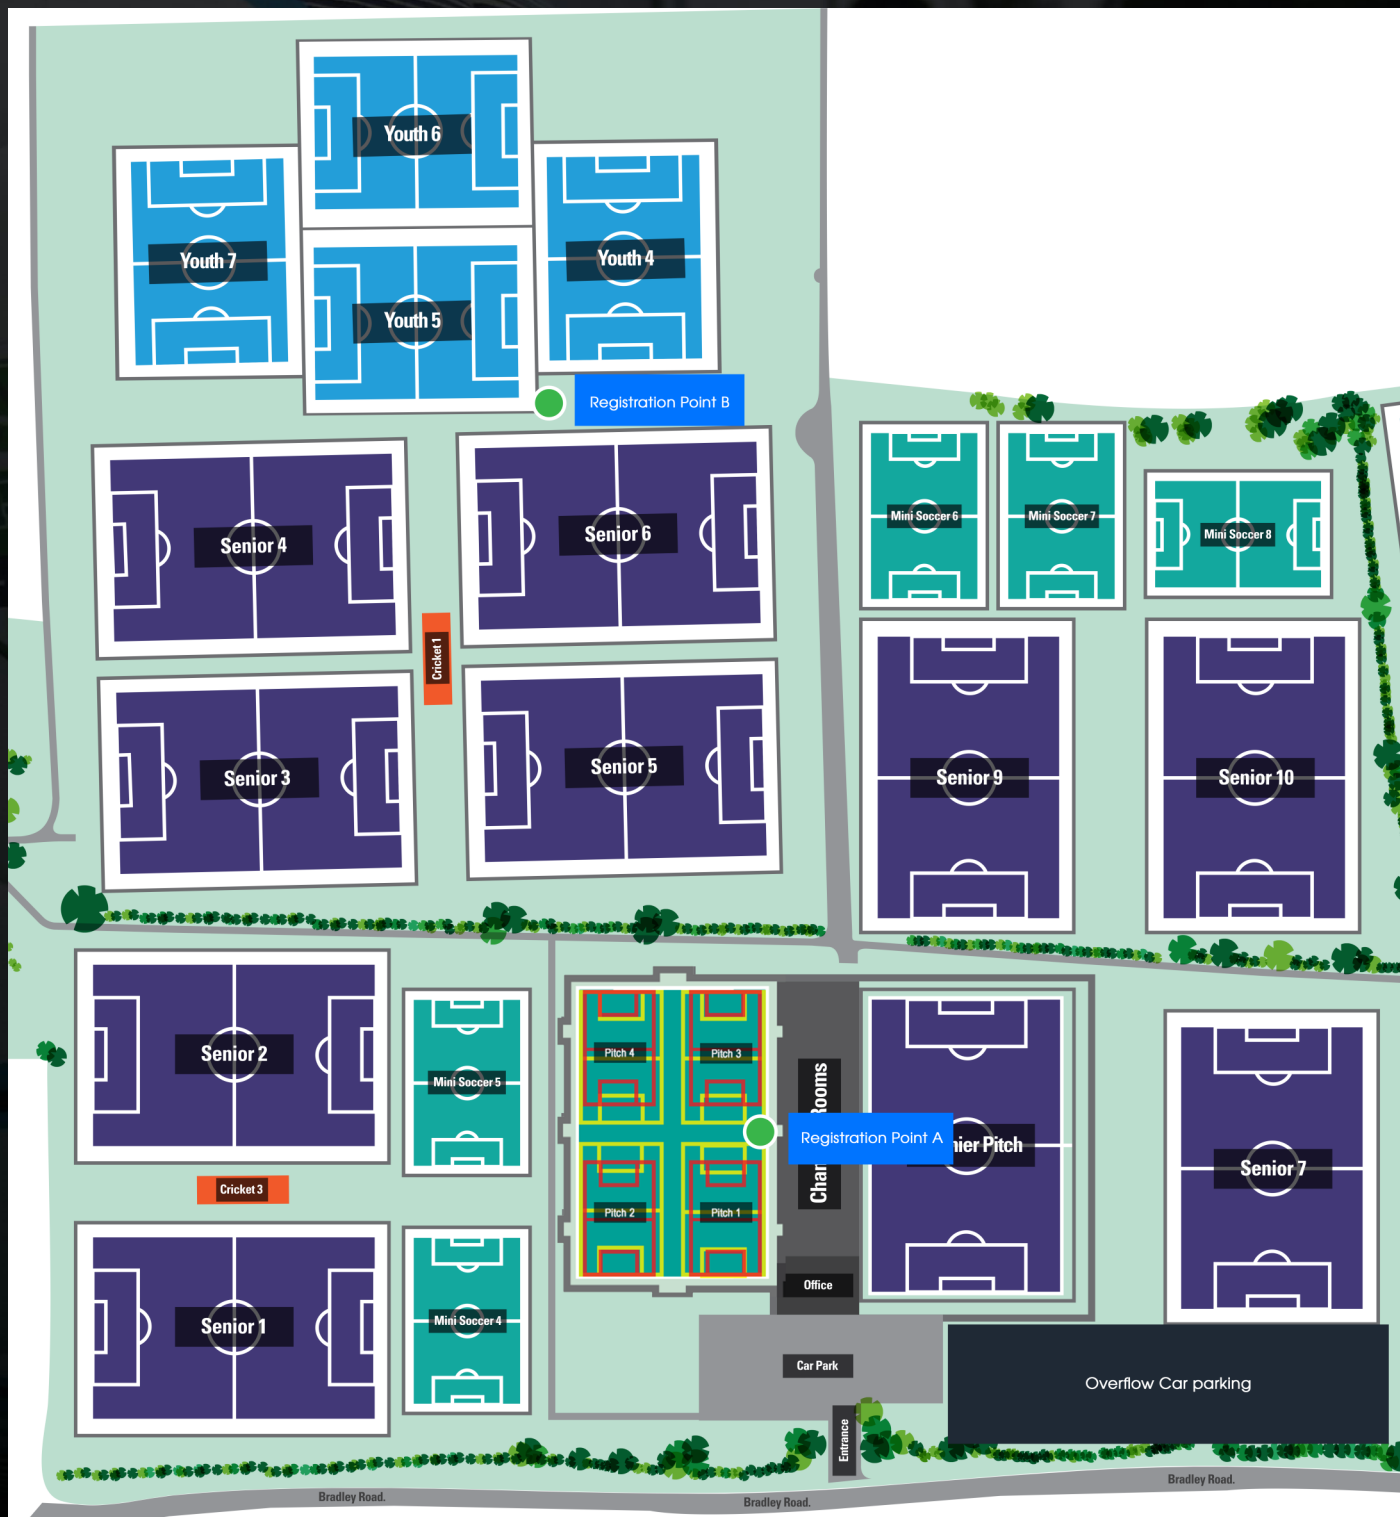 Youth 6
Youth 7
Youth 4
Youth 5
Registration Point B
Senior 4
Senior 6
Mini Soccer 6
Mini Soccer 7
Mini Soccer 8
Cricket 1
Senior 3
Senior 5
Senior 9
Senior 10
Senior 2
Mini Soccer 5
Pitch 4
Pitch 3
Registration Point A
Pitch
Senior 7
Cricket 3
Pitch 2
Pitch 1
Senior 1
Mini Soccer 4
Office
Car Park
Overflow Car parking
Entrance
Bradley Road.
Bradley Road.
Bradley Road.